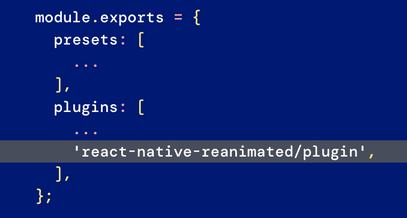 module.exports = {
presets: [
...
],
plugins: [
...
'react-native-reanimated/plugin',
],
};